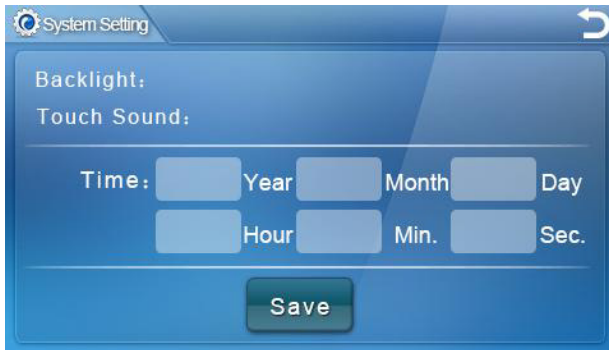 System Setting
Backlight:
Touch Sound:
Time: Year Month Day
Hour Min. Sec.
Save